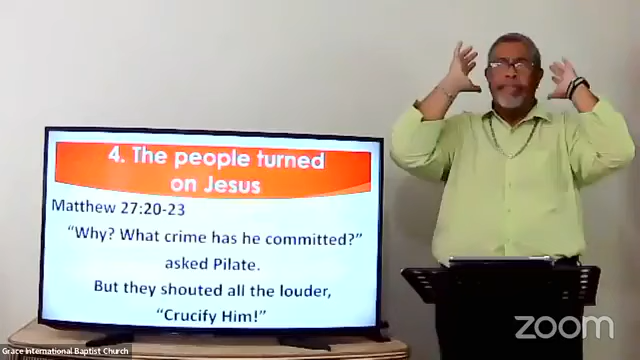 4. The people turned
on Jesus
Matthew 27:20-23
"Why? What crime has he committed?"
asked Pilate.
But they shouted all the louder,
"Crucify Him!"
Grace International Baptist Church
zoom